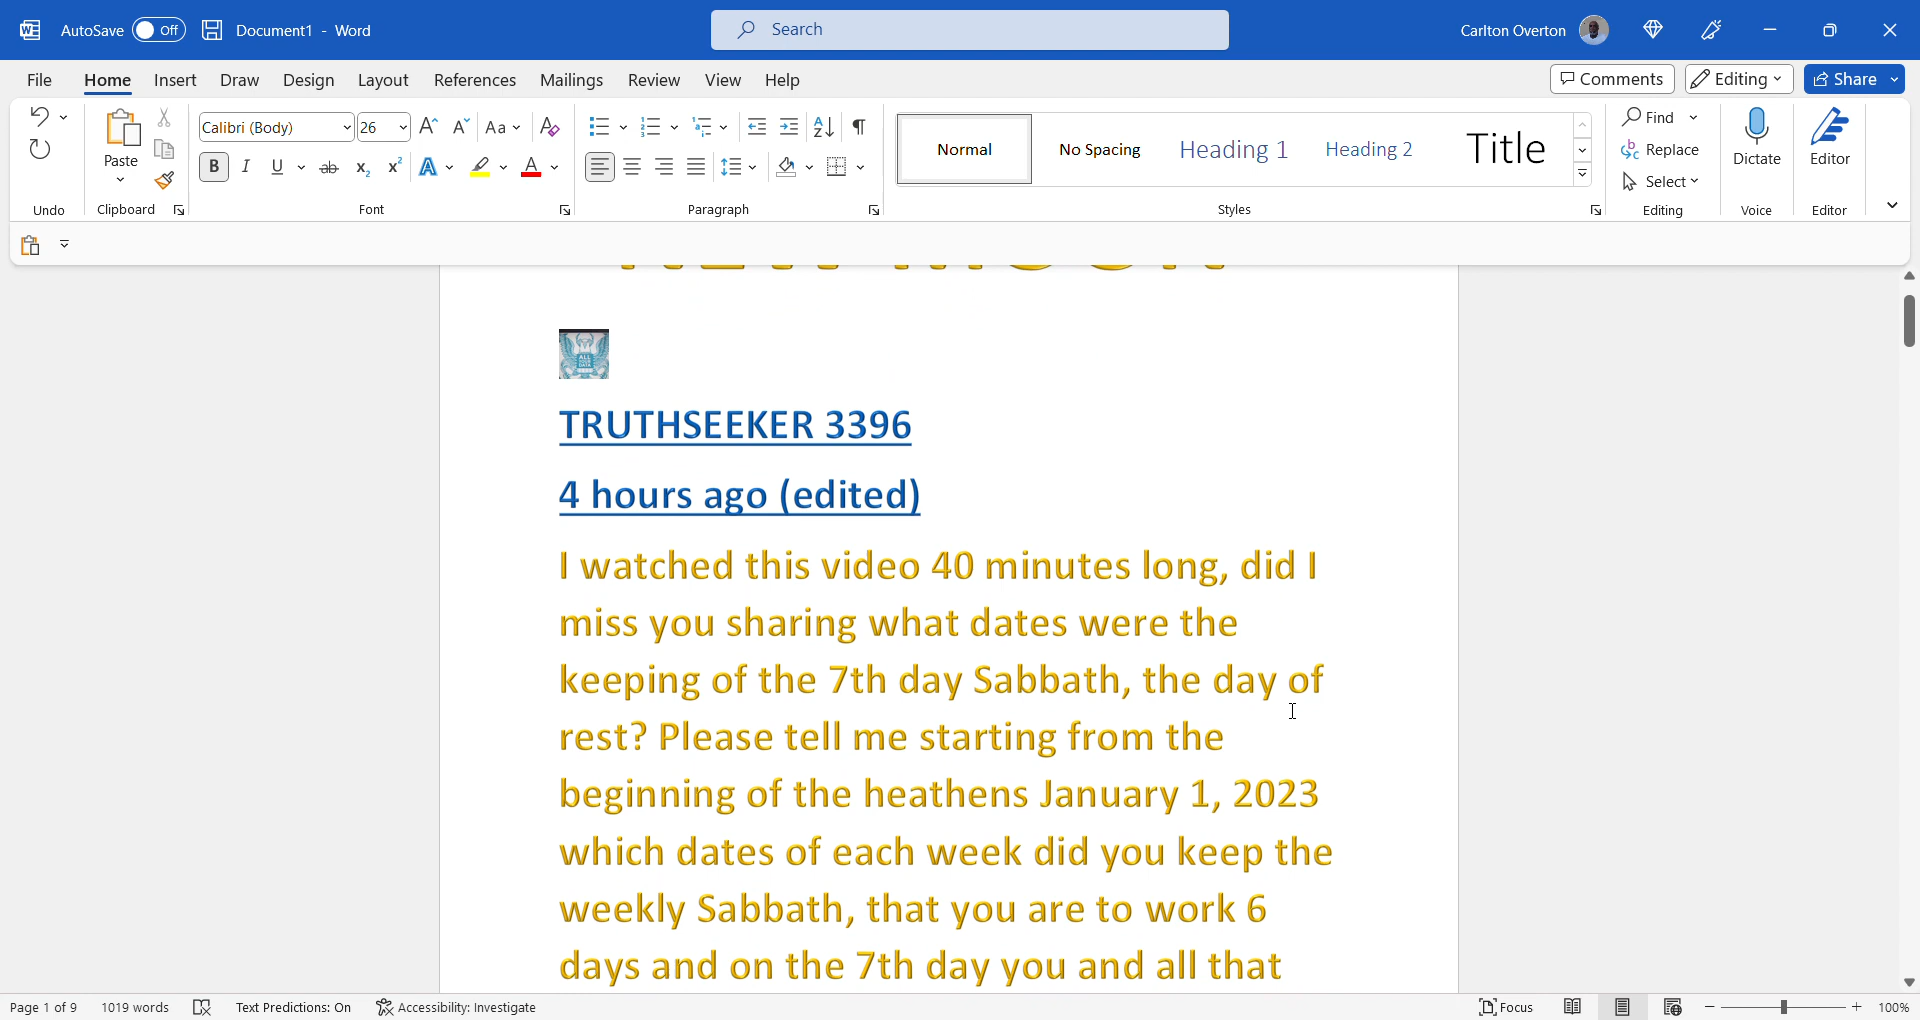 AutoSave Off Document1 - Word Search Carlton Overton
File Home Insert Draw Design Layout References Mailings Review View Help Comments Editing Share
Calibri (Body) 26 Aa
Paste
B I U ab x2 x2 A A
Normal No Spacing Heading 1 Heading 2 Title
Find
Replace
Select
Dictate Editor
Undo Clipboard Font Paragraph Styles Editing Voice Editor
TRUTHSEEKER 3396
4 hours ago (edited)
I watched this video 40 minutes long, did I
miss you sharing what dates were the
keeping of the 7th day Sabbath, the day of
rest? Please tell me starting from the
beginning of the heathens January 1, 2023
which dates of each week did you keep the
weekly Sabbath, that you are to work 6
days and on the 7th day you and all that
Page 1 of 9 1019 words Text Predictions: On Accessibility: Investigate Focus 100%